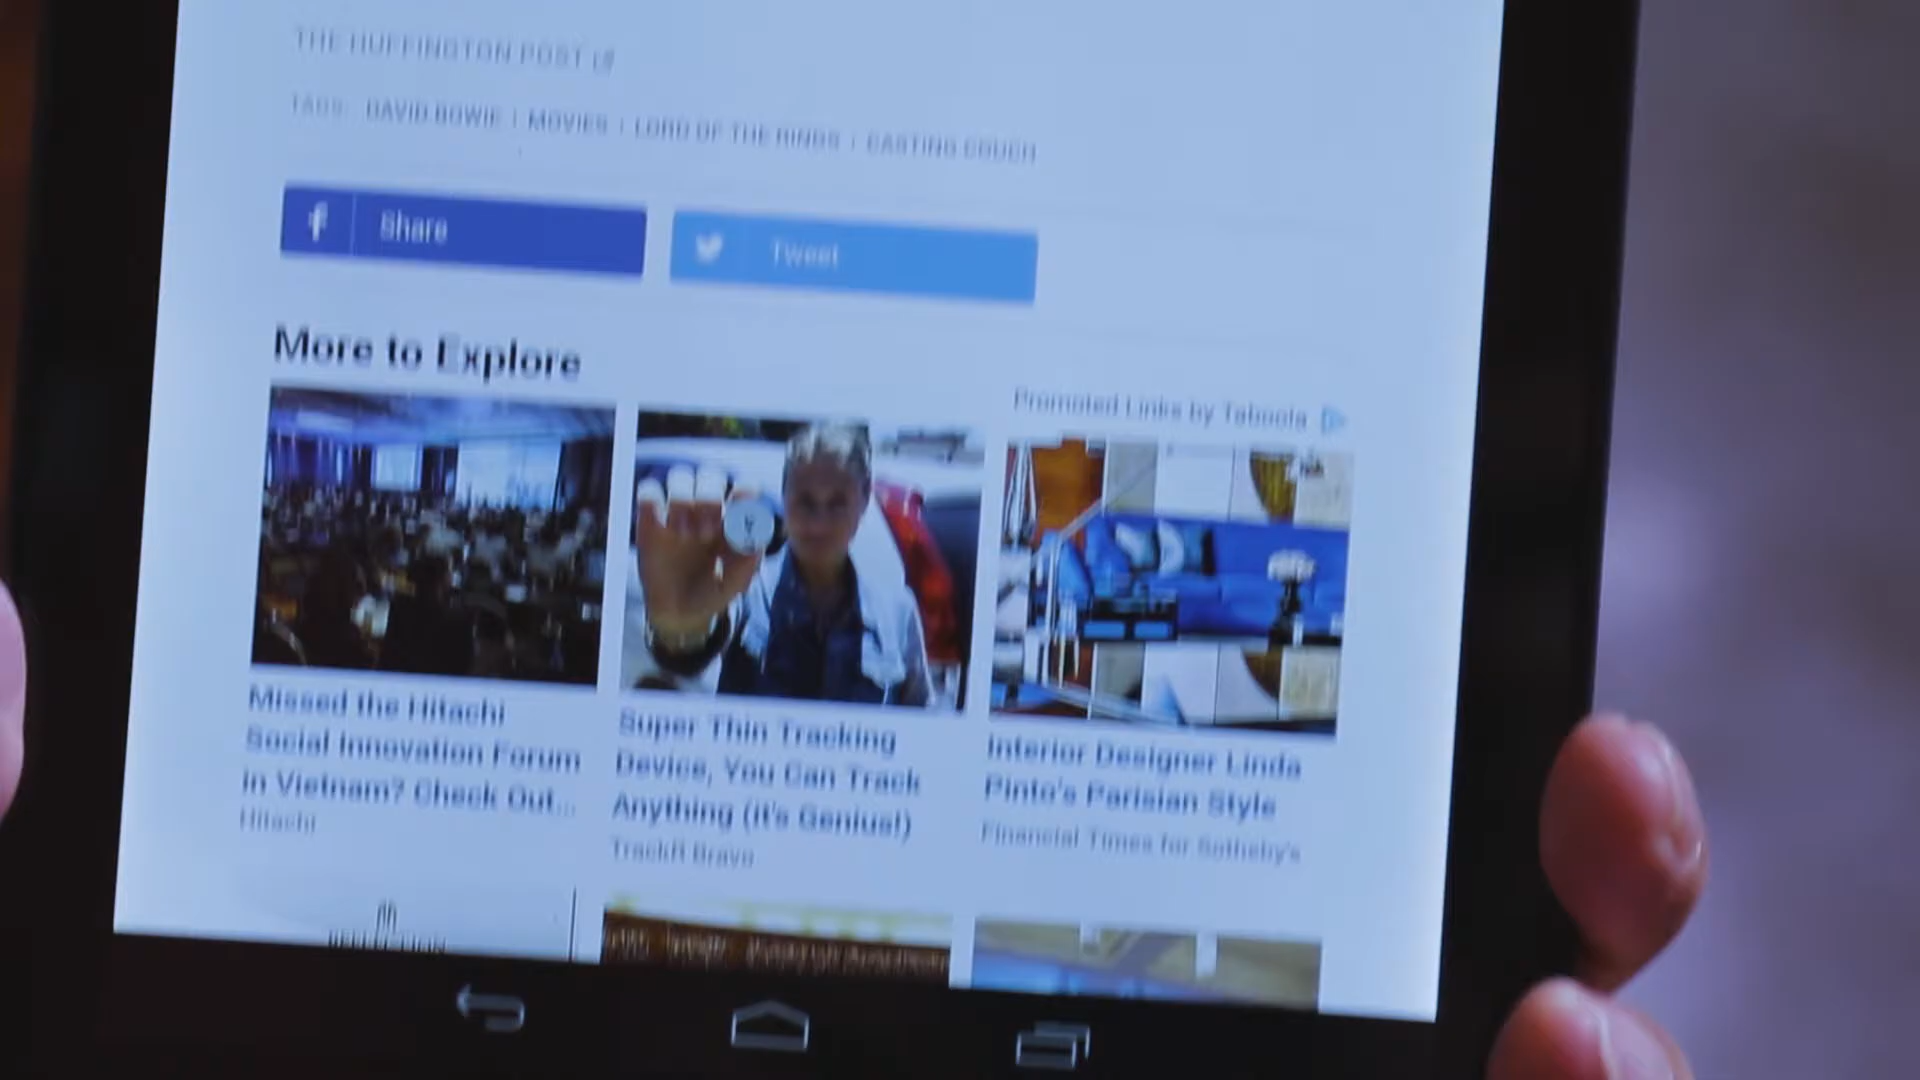 THE HUFFINGTON POST
TAGS: DAVID BOWIE | MOVIES | LORD OF THE RINGS | CASTING COUCH
f Share
Tweet
More to Explore
Promoted Links by Taboola
Missed the Hitachi
Social Innovation Forum
in Vietnam? Check Out...
Hitachi
Super Thin Tracking
Device, You Can Track
Anything (it's Genius!)
TrackR Bravo
Interior Designer Linda
Pinto's Parisian Style
Financial Times for Sotheby's